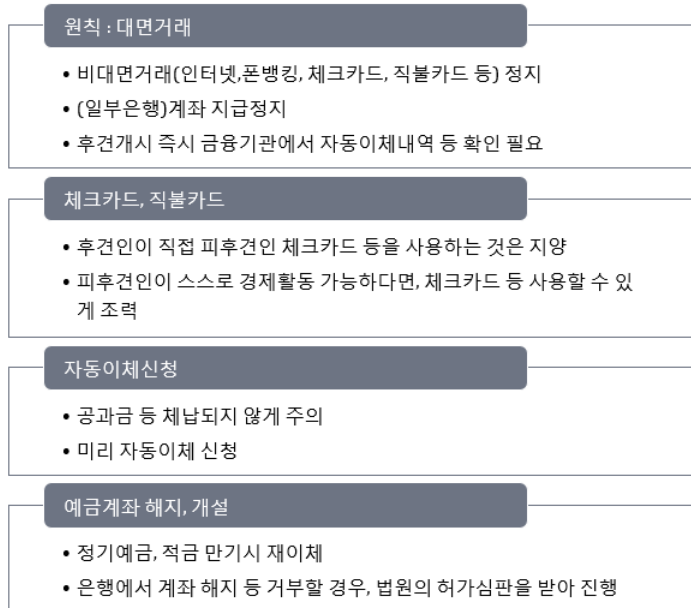 원칙 : 대면거래
• 비대면거래(인터넷,폰뱅킹, 체크카드, 직불카드 등) 정지
• (일부은행)계좌 지급정지
• 후견개시 즉시 금융기관에서 자동이체내역 등 확인 필요
체크카드, 직불카드
• 후견인이 직접 피후견인 체크카드 등을 사용하는 것은 지양
• 피후견인이 스스로 경제활동 가능하다면, 체크카드 등 사용할 수 있
게 조력
자동이체신청
• 공과금 등 체납되지 않게 주의
• 미리 자동이체 신청
예금계좌 해지, 개설
• 정기예금, 적금 만기시 재이체
• 은행에서 계좌 해지 등 거부할 경우, 법원의 허가심판을 받아 진행